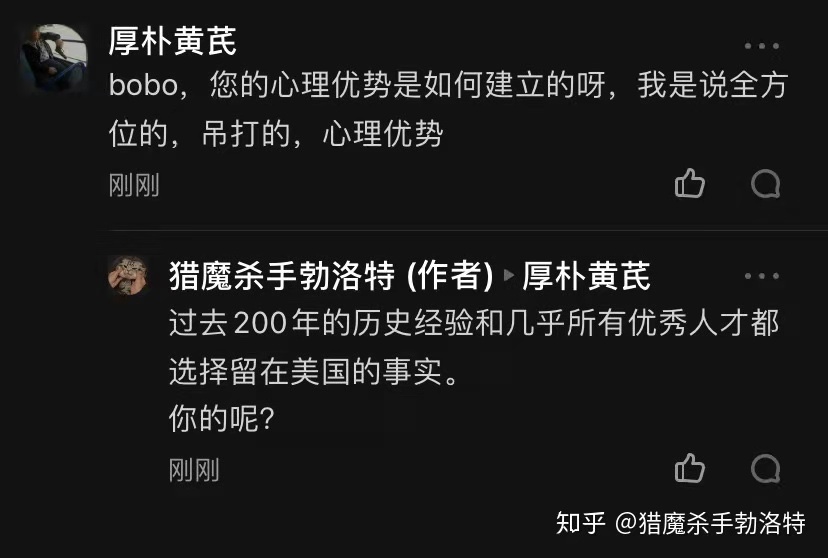 厚朴黄芪
bobo，您的心理优势是如何建立的呀，我是说全方
位的，吊打的，心理优势
刚刚
猎魔杀手勃洛特 (作者) ▸ 厚朴黄芪
过去200年的历史经验和几乎所有优秀人才都
选择留在美国的事实。
你的呢?
刚刚
知乎 @猎魔杀手勃洛特